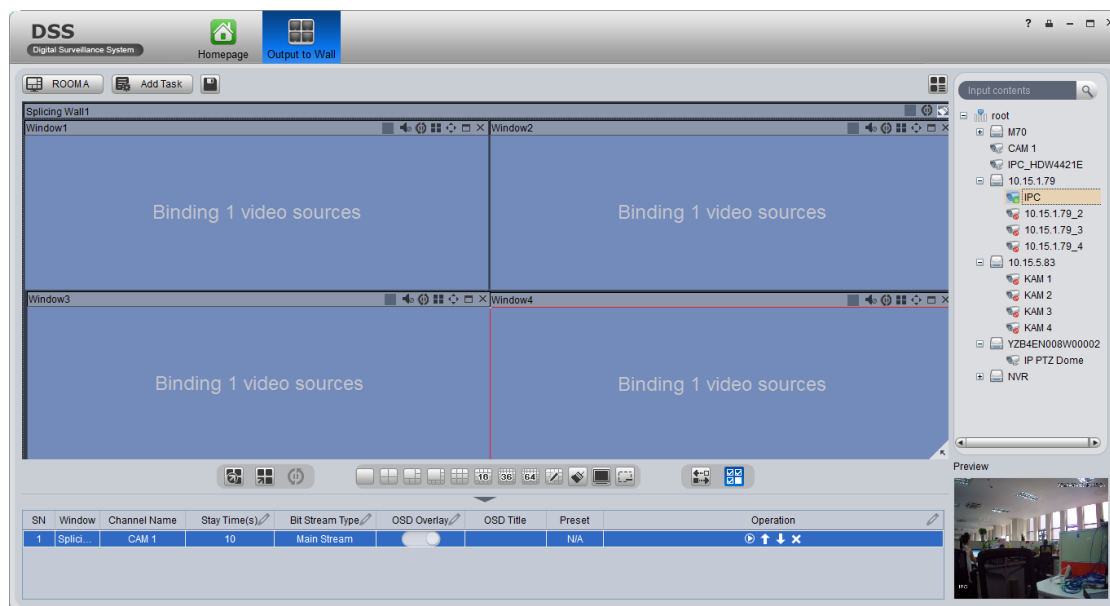 DSS
Digital Surveillance System
Homepage
Output to Wall
?
ROOM A
Add Task
Input contents
Splicing Wall1
Window1
Window2
Binding 1 video sources
Binding 1 video sources
Window3
Window4
Binding 1 video sources
Binding 1 video sources
root
M70
CAM 1
IPC_HDW4421E
10.15.1.79
IPC
10.15.1.79_2
10.15.1.79_3
10.15.1.79_4
10.15.5.83
KAM 1
KAM 2
KAM 3
KAM 4
YZB4EN008W00002
IP PTZ Dome
NVR
16 36 64
Preview
IPC
SN Window Channel Name Stay Time(s) Bit Stream Type OSD Overlay OSD Title Preset Operation
1 Splici... CAM 1 10 Main Stream N/A